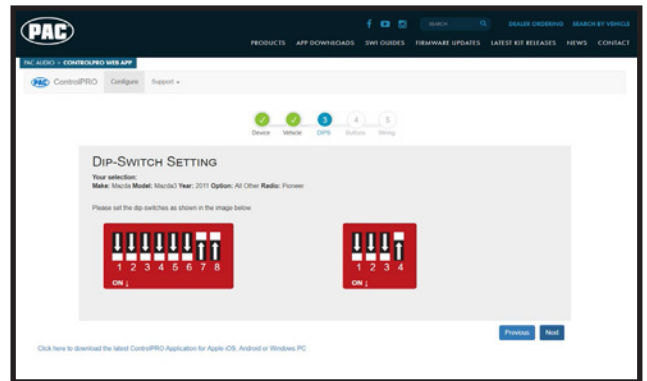 PAC
SEARCH
DEALER ORDERING
SEARCH BY VEHICLE
PRODUCTS
APP DOWNLOADS
SWI GUIDES
FIRMWARE UPDATES
LATEST KIT RELEASES
NEWS
CONTACT
PAC AUDIO > CONTROLPRO WEB APP
PAC ControlPRO
Configure
Support
3
4
5
Device
Vehicle
DIPS
Buttons
Wiring
DIP-SWITCH SETTING
Your selection:
Make: Mazda Model: Mazda3 Year: 2011 Option: All Other Radio: Pioneer
Please set the dip-switches as shown in the image below.
1 2 3 4 5 6 7 8
ON ↓
1 2 3 4
ON ↓
Previous
Next
Click here to download the latest ControlPRO Application for Apple iOS, Android or Windows PC